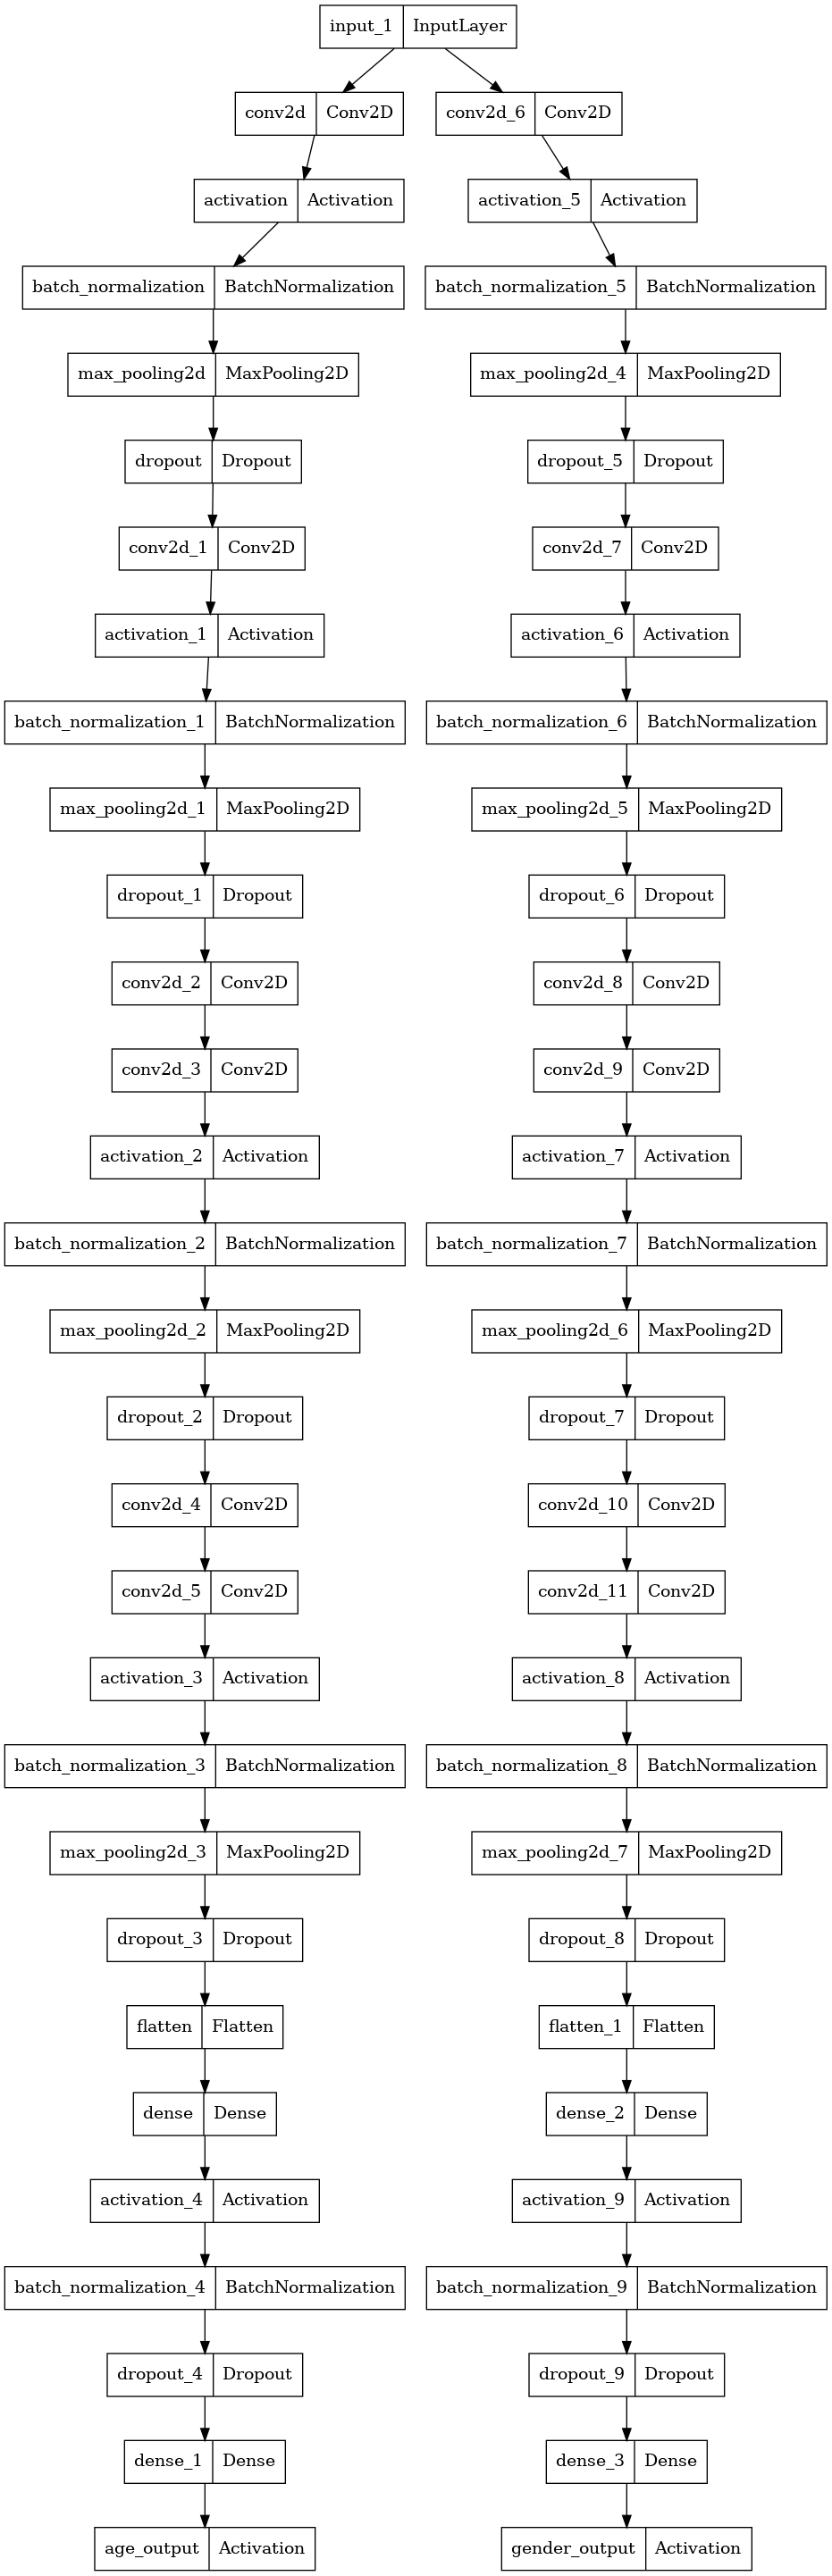 input_1 InputLayer
conv2d Conv2D conv2d_6 Conv2D
activation Activation activation_5 Activation
batch_normalization BatchNormalization batch_normalization_5 BatchNormalization
max_pooling2d MaxPooling2D max_pooling2d_4 MaxPooling2D
dropout Dropout dropout_5 Dropout
conv2d_1 Conv2D conv2d_7 Conv2D
activation_1 Activation activation_6 Activation
batch_normalization_1 BatchNormalization batch_normalization_6 BatchNormalization
max_pooling2d_1 MaxPooling2D max_pooling2d_5 MaxPooling2D
dropout_1 Dropout dropout_6 Dropout
conv2d_2 Conv2D conv2d_8 Conv2D
conv2d_3 Conv2D conv2d_9 Conv2D
activation_2 Activation activation_7 Activation
batch_normalization_2 BatchNormalization batch_normalization_7 BatchNormalization
max_pooling2d_2 MaxPooling2D max_pooling2d_6 MaxPooling2D
dropout_2 Dropout dropout_7 Dropout
conv2d_4 Conv2D conv2d_10 Conv2D
conv2d_5 Conv2D conv2d_11 Conv2D
activation_3 Activation activation_8 Activation
batch_normalization_3 BatchNormalization batch_normalization_8 BatchNormalization
max_pooling2d_3 MaxPooling2D max_pooling2d_7 MaxPooling2D
dropout_3 Dropout dropout_8 Dropout
flatten Flatten flatten_1 Flatten
dense Dense dense_2 Dense
activation_4 Activation activation_9 Activation
batch_normalization_4 BatchNormalization batch_normalization_9 BatchNormalization
dropout_4 Dropout dropout_9 Dropout
dense_1 Dense dense_3 Dense
age_output Activation gender_output Activation